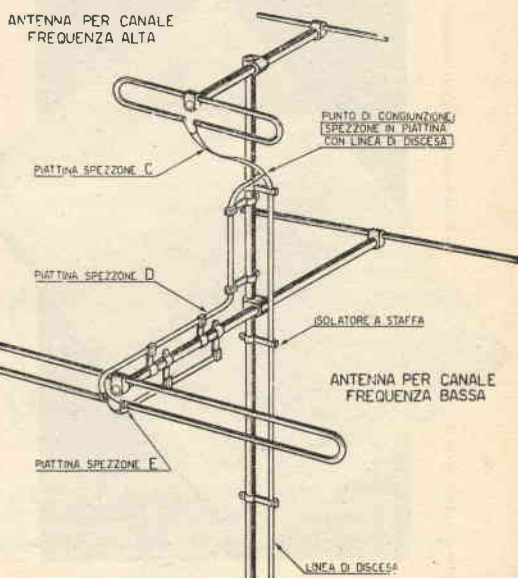 ANTENNA PER CANALE
FREQUENZA ALTA
PUNTO DI CONGIUNZIONE
SPEZZONE IN PIATTINA
CON LINEA DI DISCESA
PIATTINA SPEZZONE C
PIATTINA SPEZZONE D
ISOLATORE A STAFFA
ANTENNA PER CANALE
FREQUENZA BASSA
PIATTINA SPEZZONE E
LINEA DI DISCESA